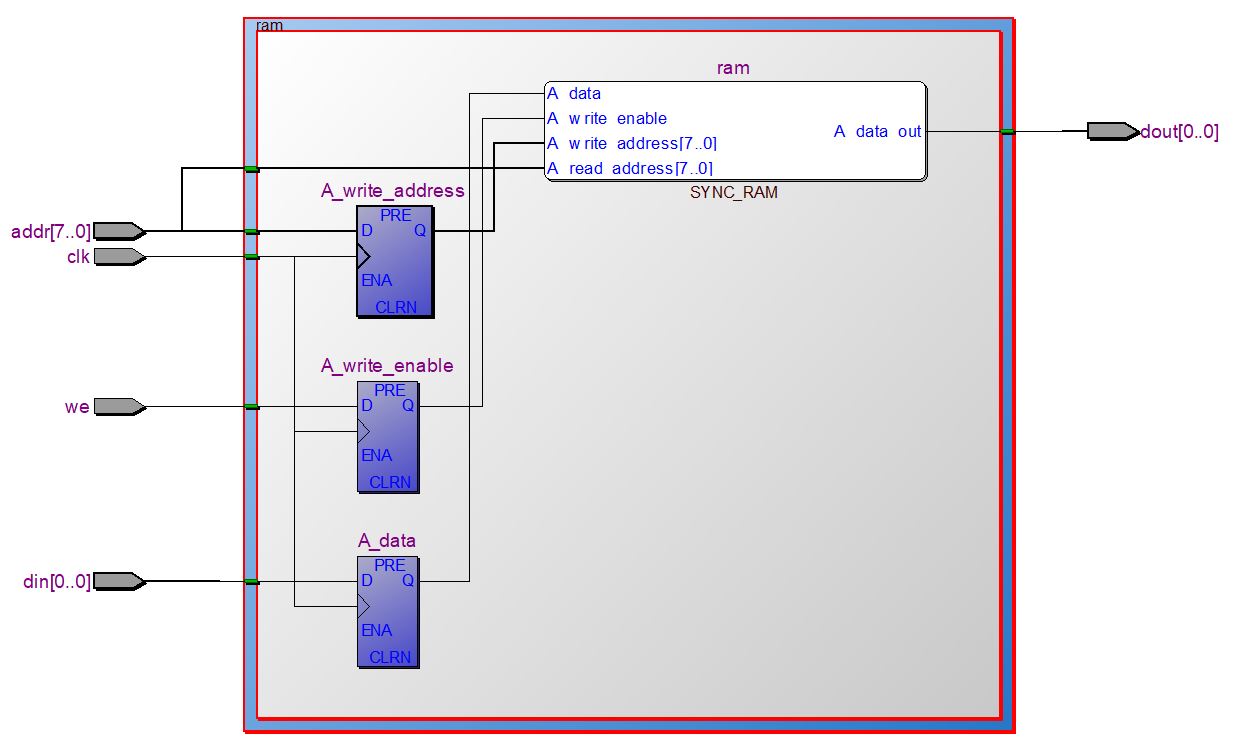 ram
ram
A data
A write enable
A write address[7..0]
A read address[7..0]
A data out
SYNC_RAM
dout[0..0]
addr[7..0]
clk
A_write_address
PRE
D Q
ENA
CLRN
we
A_write_enable
PRE
D Q
ENA
CLRN
din[0..0]
A_data
PRE
D Q
ENA
CLRN